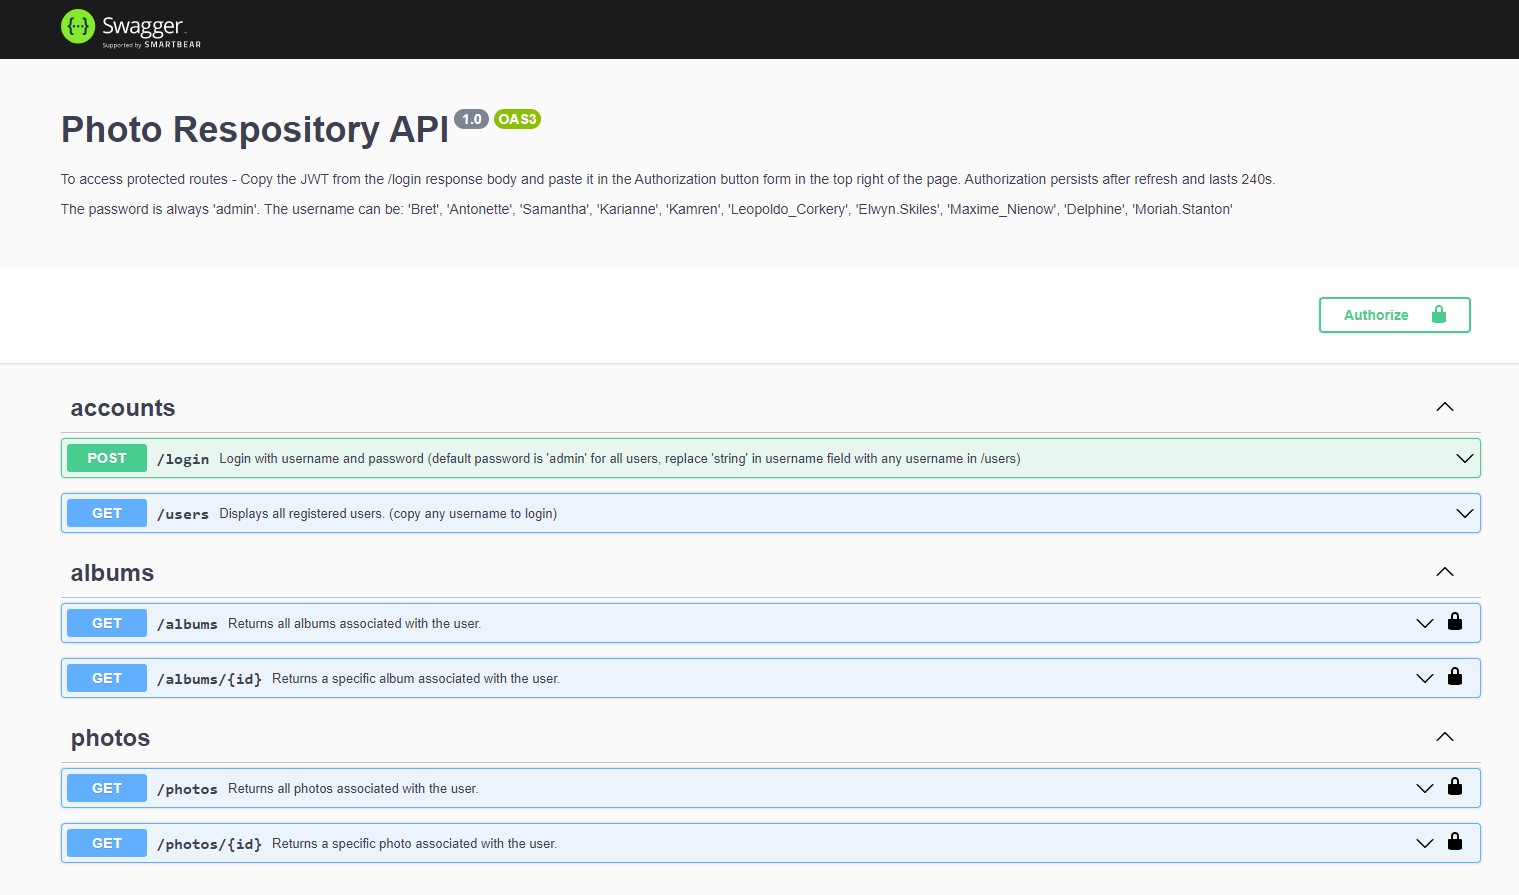 Swagger
Supported by SMARTBEAR
Photo Respository API 1.0 OAS3
To access protected routes - Copy the JWT from the /login response body and paste it in the Authorization button form in the top right of the page. Authorization persists after refresh and lasts 240s.
The password is always 'admin'. The username can be: 'Bret', 'Antonette', 'Samantha', 'Karianne', 'Kamren', 'Leopoldo_Corkery', 'Elwyn.Skiles', 'Maxime_Nienow', 'Delphine', 'Moriah.Stanton'
Authorize
accounts
POST /login Login with username and password (default password is 'admin' for all users, replace 'string' in username field with any username in /users)
GET /users Displays all registered users. (copy any username to login)
albums
GET /albums Returns all albums associated with the user.
GET /albums/{id} Returns a specific album associated with the user.
photos
GET /photos Returns all photos associated with the user.
GET /photos/{id} Returns a specific photo associated with the user.